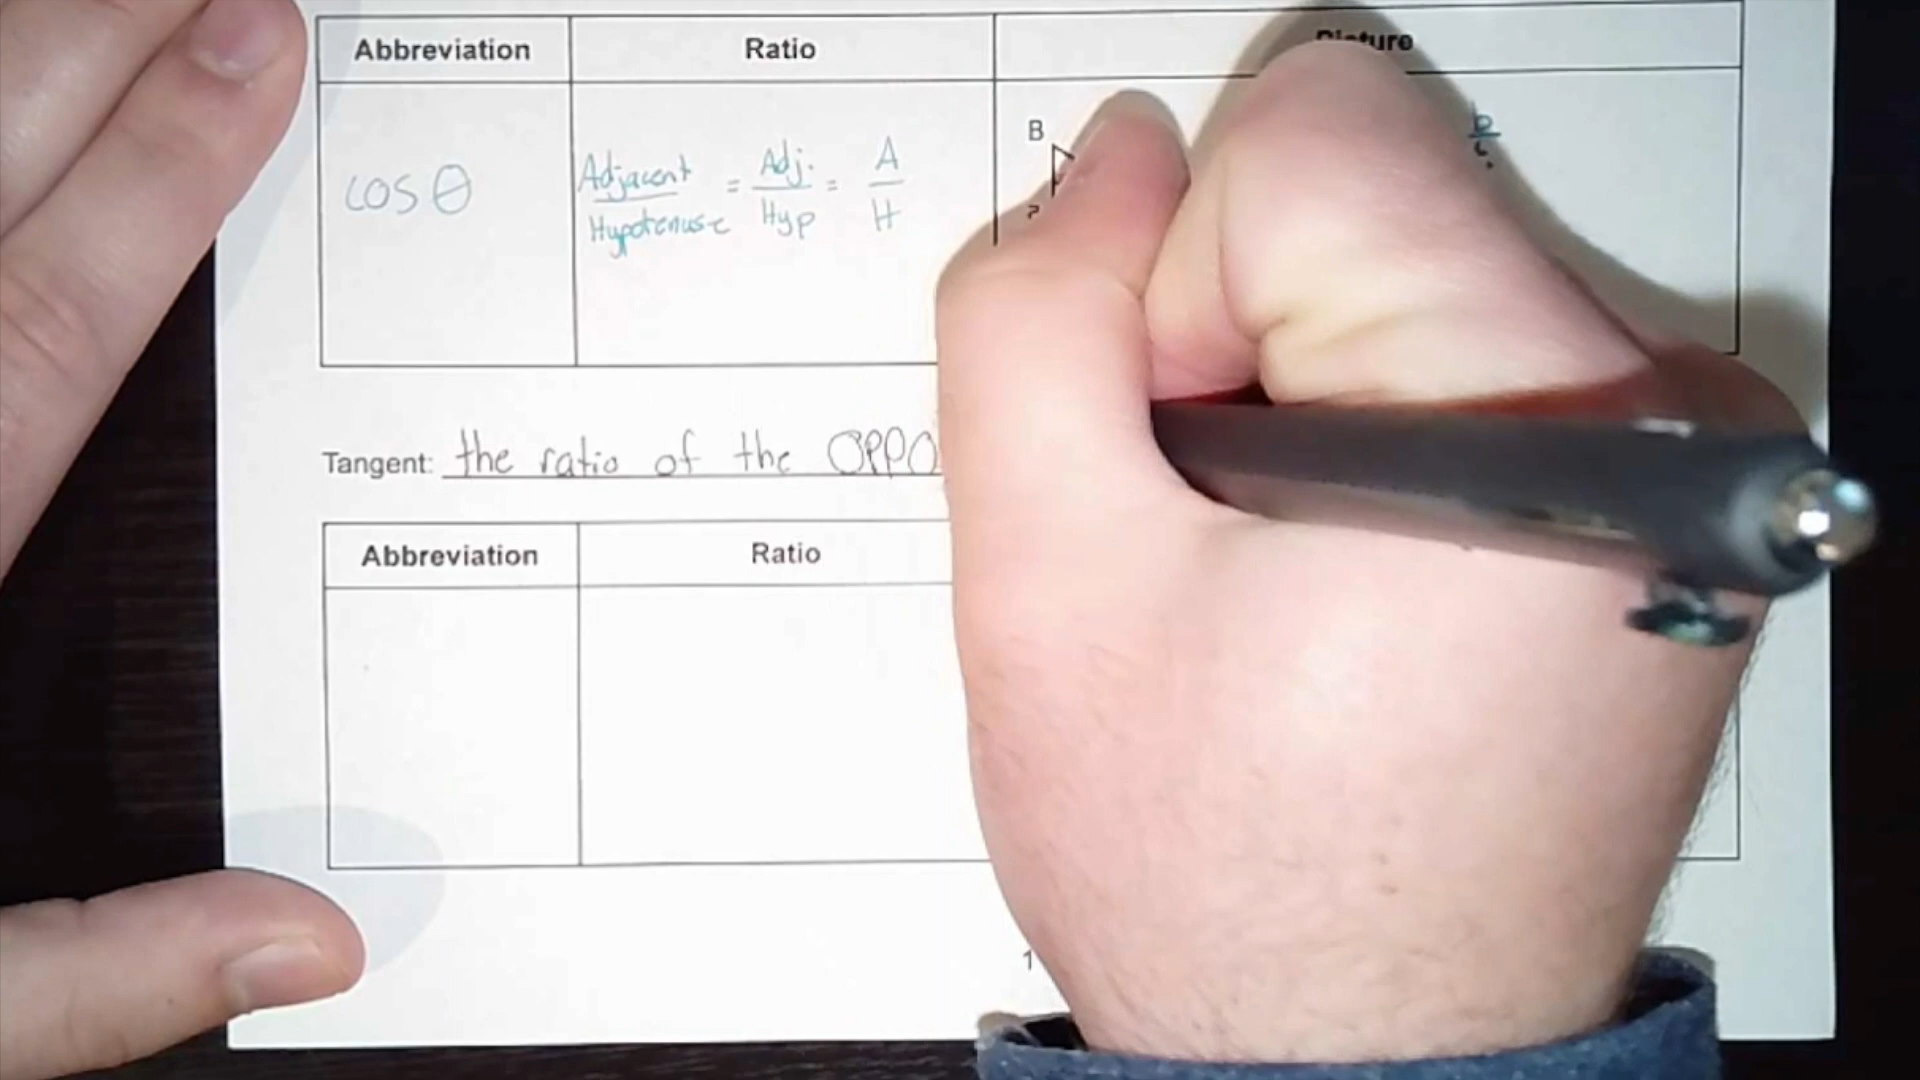 Abbreviation Ratio Picture
B
cos θ Adjacent/Hypotenuse = Adj./Hyp = A/H
Tangent: the ratio of the OPPO
Abbreviation Ratio
1